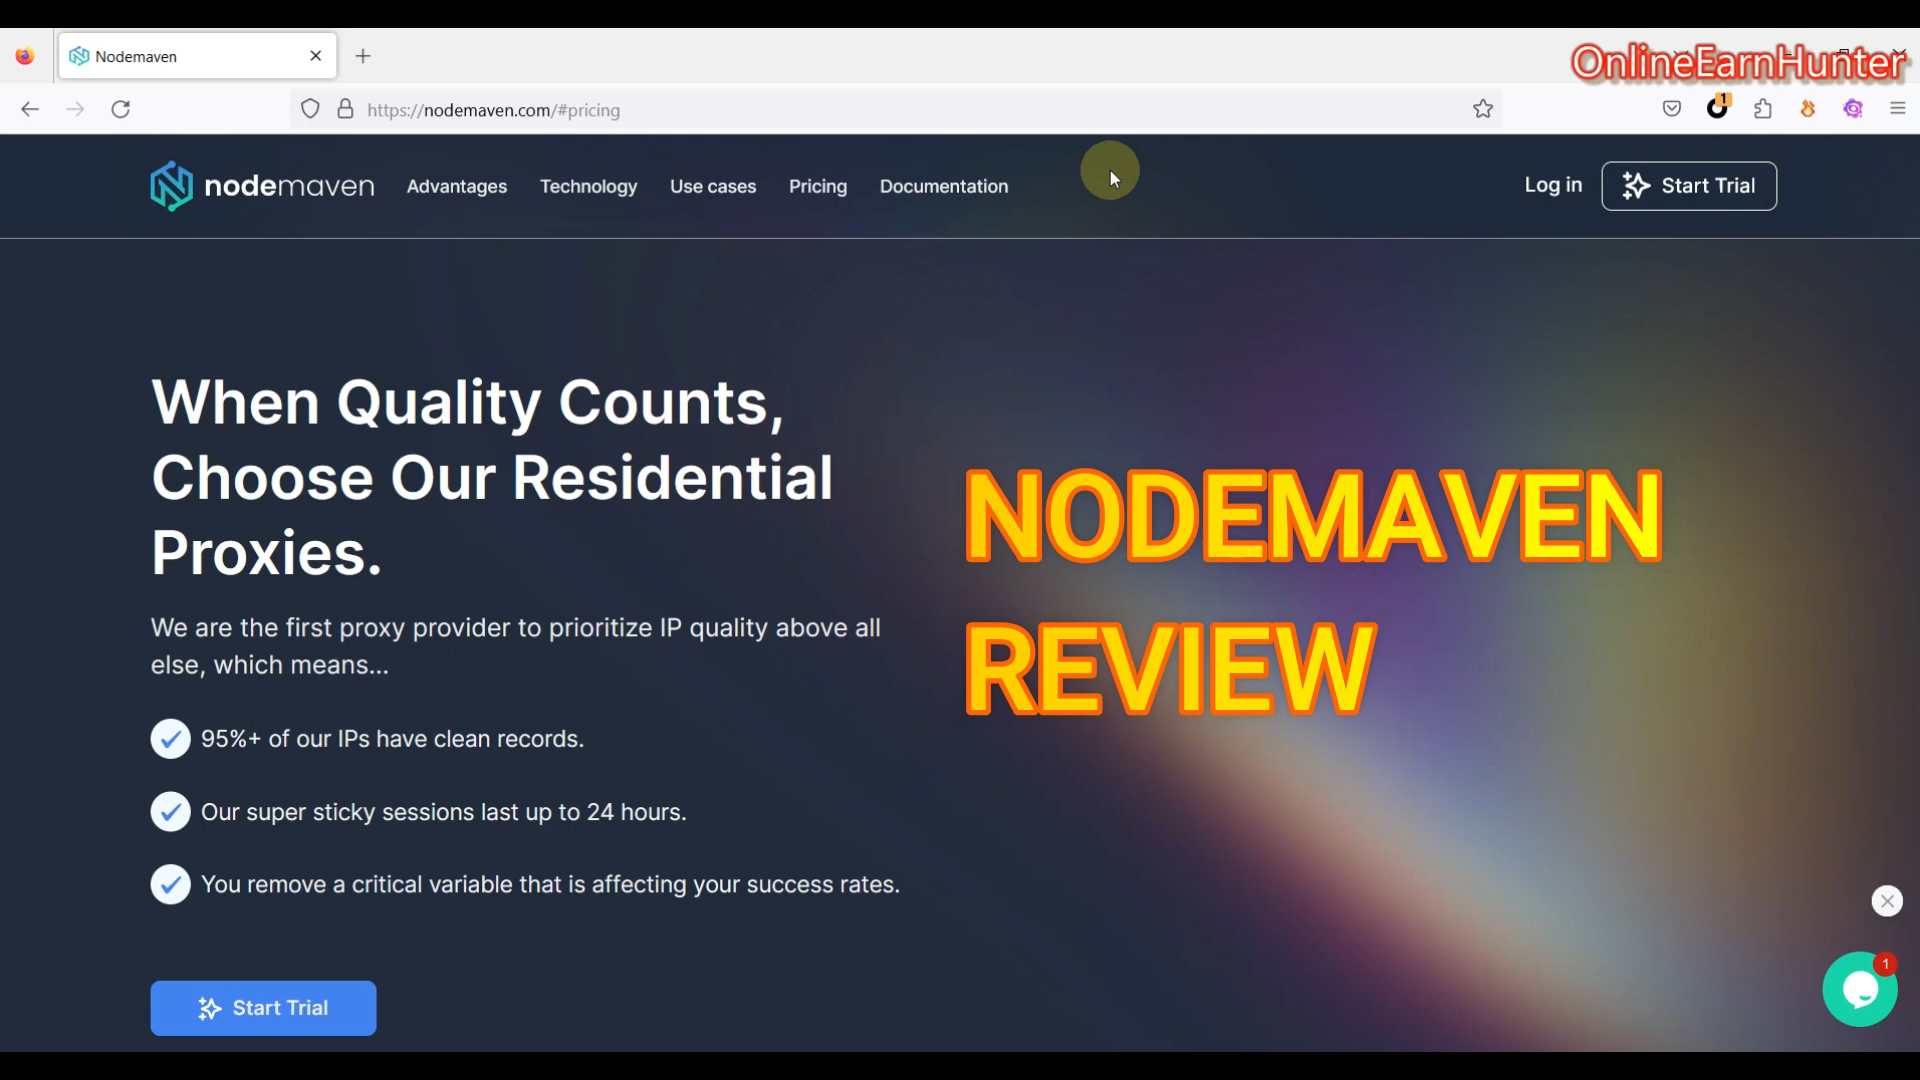 Nodemaven
OnlineEarnHunter
https://nodemaven.com/#pricing
1
nodemaven
Advantages
Technology
Use cases
Pricing
Documentation
Log in
Start Trial
When Quality Counts,
Choose Our Residential
Proxies.
We are the first proxy provider to prioritize IP quality above all
else, which means...
95%+ of our IPs have clean records.
Our super sticky sessions last up to 24 hours.
You remove a critical variable that is affecting your success rates.
Start Trial
NODEMAVEN
REVIEW
1